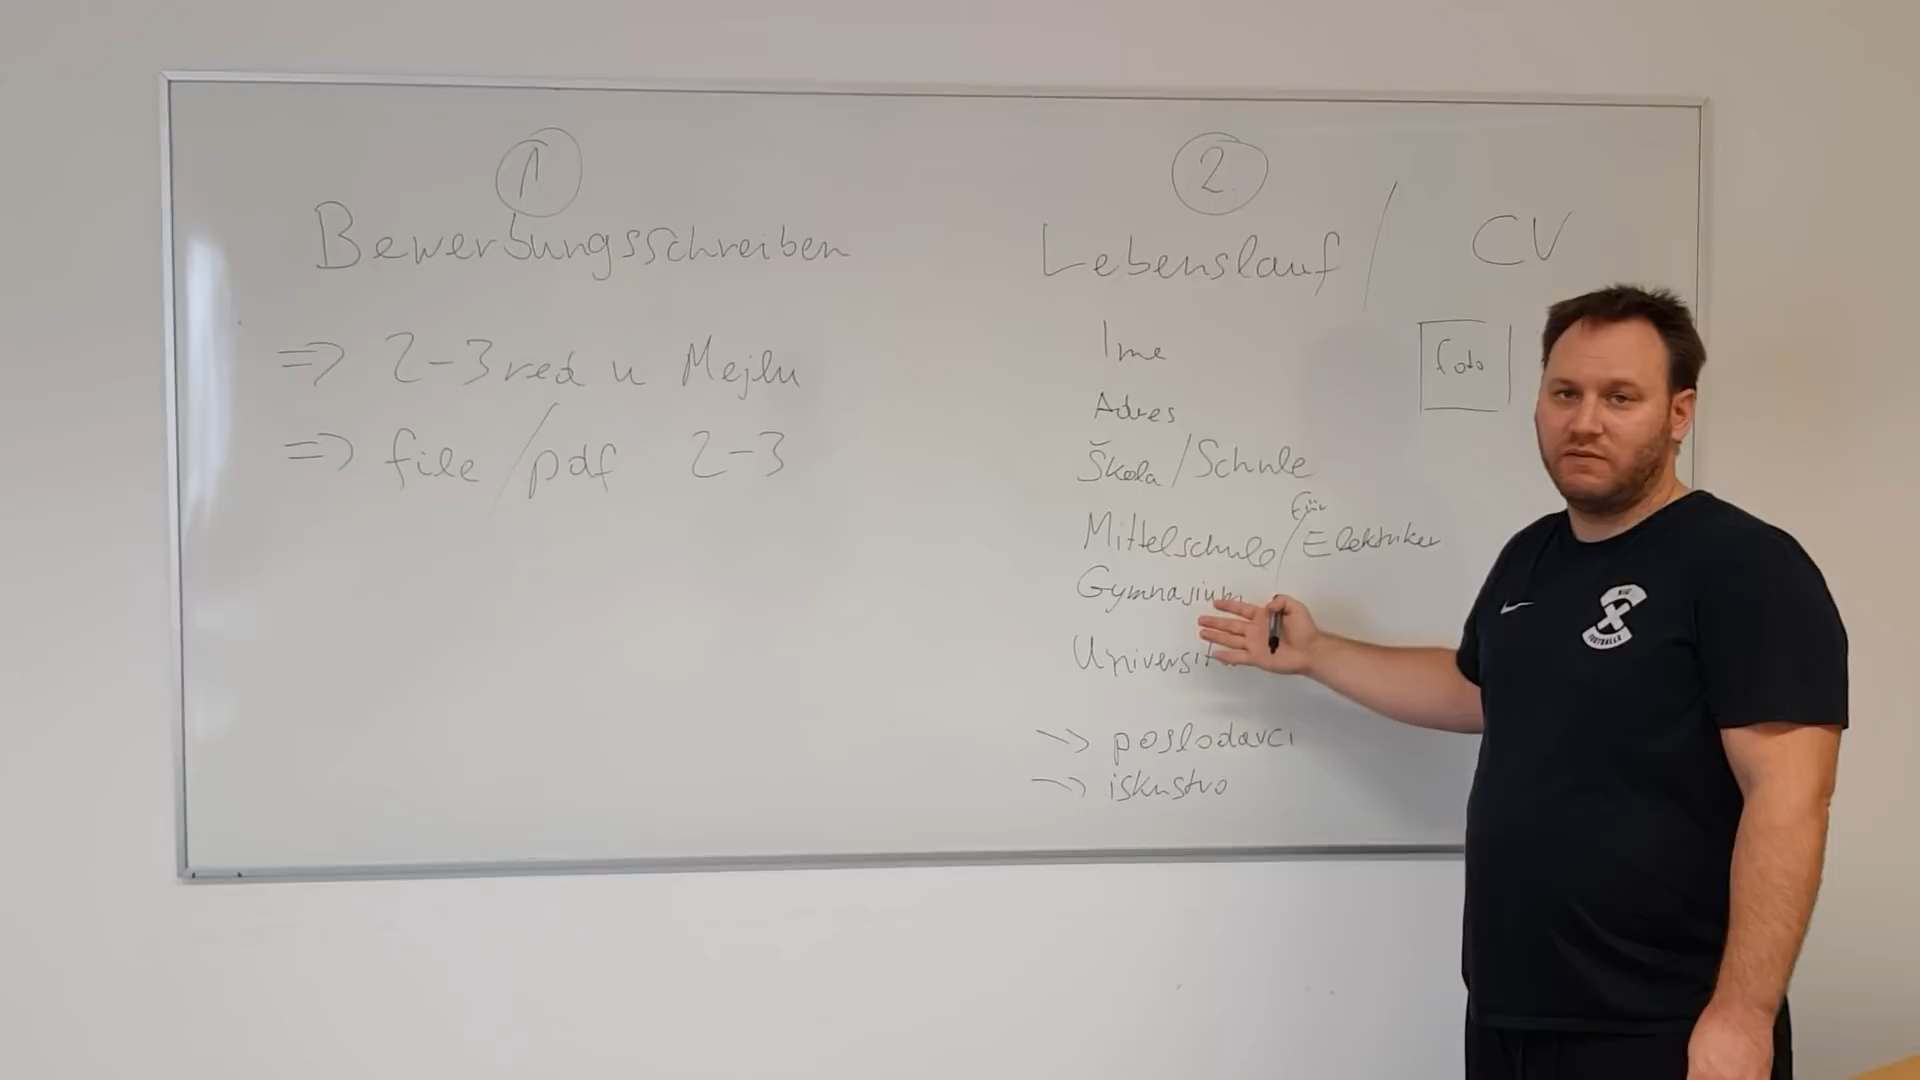 1
Bewerbungsschreiben
=> 2-3 red u Mejlu
=> file/pdf 2-3
2
Lebenslauf / CV
foto
Ime
Adres
Škola/Schule
Mittelschule/für Elektriker
Gymnasium
-> poslodavci
-> iskustvo